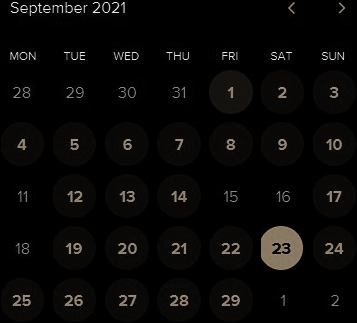 September 2021
MON TUE WED THU FRI SAT SUN
28 29 30 31 1 2 3
4 5 6 7 8 9 10
11 12 13 14 15 16 17
18 19 20 21 22 23 24
25 26 27 28 29 1 2